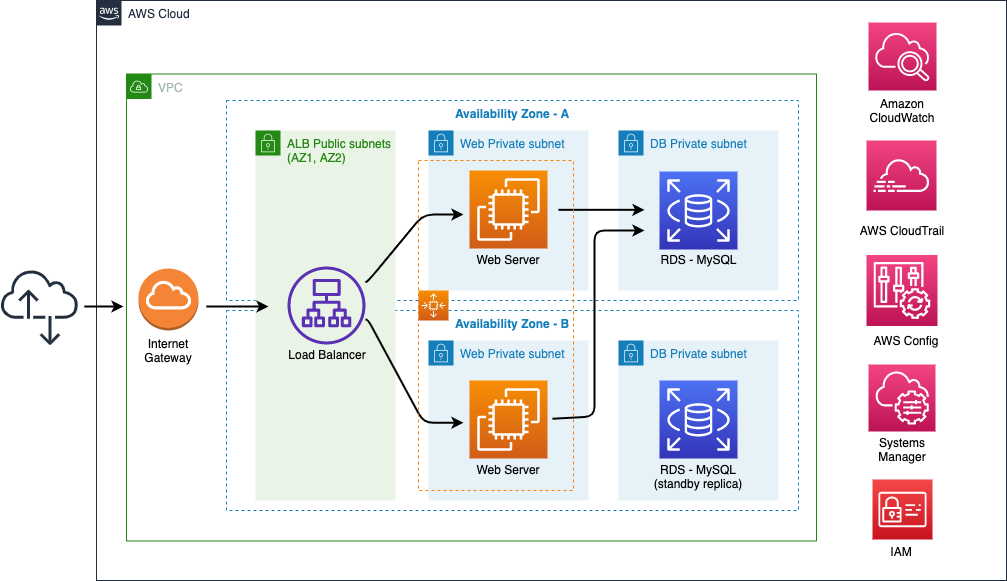 aws
AWS Cloud
VPC
Availability Zone - A
ALB Public subnets
(AZ1, AZ2)
Web Private subnet
DB Private subnet
Web Server
RDS - MySQL
Internet
Gateway
Load Balancer
Availability Zone - B
Web Private subnet
DB Private subnet
Web Server
RDS - MySQL
(standby replica)
Amazon
CloudWatch
AWS CloudTrail
AWS Config
Systems
Manager
IAM